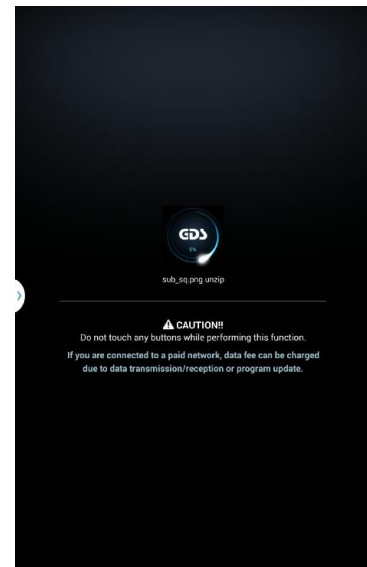 GDS
sub_sq.png unzip
CAUTION!!
Do not touch any buttons while performing this function.
If you are connected to a paid network, data fee can be charged
due to data transmission/reception or program update.